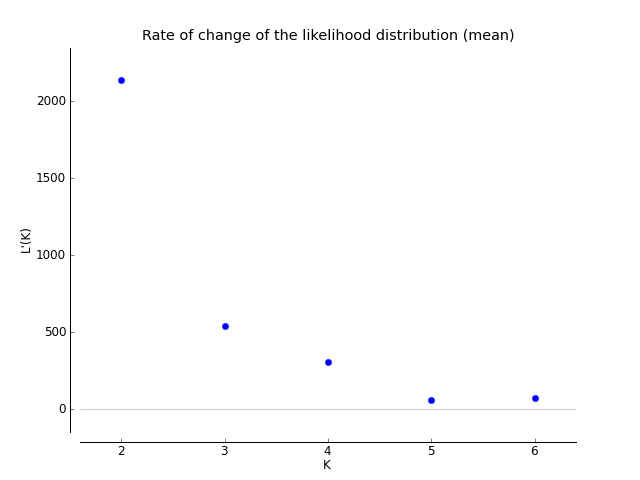 Rate of change of the likelihood distribution (mean)
2000
1500
1000
500
0
L'(K)
2 3 4 5 6
K